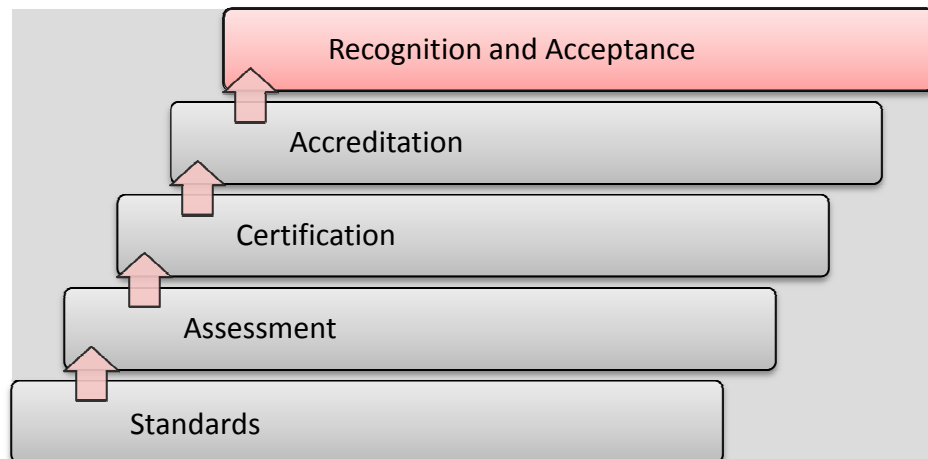 Recognition and Acceptance
Accreditation
Certification
Assessment
Standards